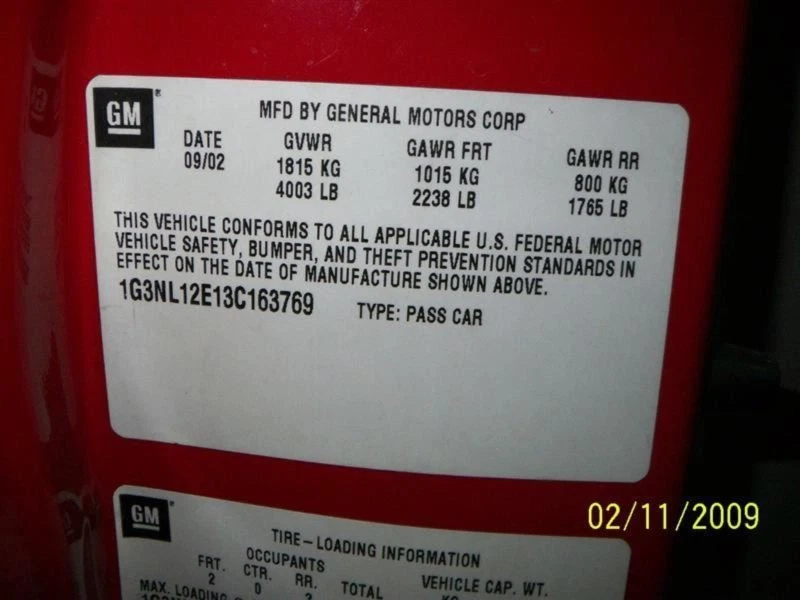 GM
MFD BY GENERAL MOTORS CORP
DATE GVWR GAWR FRT GAWR RR
09/02 1815 KG 1015 KG 800 KG
4003 LB 2238 LB 1765 LB
THIS VEHICLE CONFORMS TO ALL APPLICABLE U.S. FEDERAL MOTOR
VEHICLE SAFETY, BUMPER, AND THEFT PREVENTION STANDARDS IN
EFFECT ON THE DATE OF MANUFACTURE SHOWN ABOVE.
1G3NL12E13C163769 TYPE: PASS CAR
02/11/2009
GM
TIRE-LOADING INFORMATION
OCCUPANTS VEHICLE CAP. WT.
FRT. CTR. RR. TOTAL
2 0
MAX. LOADING